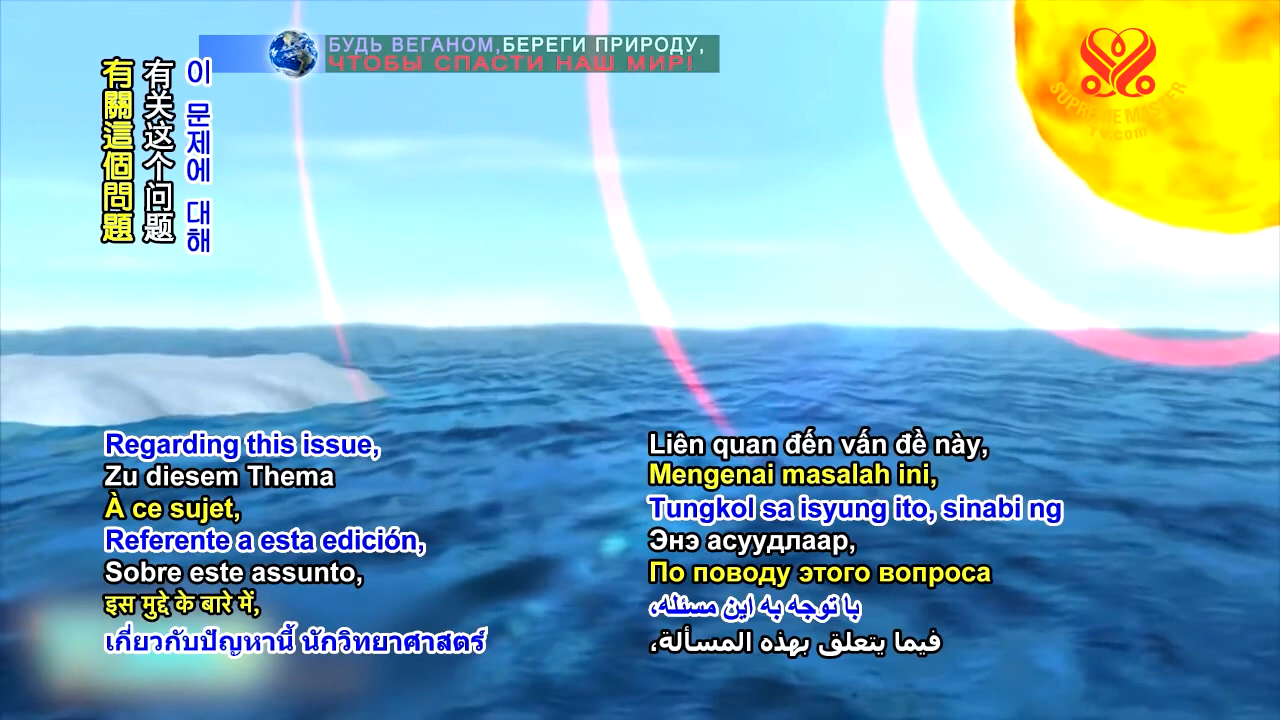 БУДЬ ВЕГАНОМ,БЕРЕГИ ПРИРОДУ,
ЧТОБЫ СПАСТИ НАШ МИР!
SUPREME MASTER
TV.com
有關這個問題
有关这个问题
이 문제에 대해
Regarding this issue,
Zu diesem Thema
À ce sujet,
Referente a esta edición,
Sobre este assunto,
इस मुद्दे के बारे में,
เกี่ยวกับปัญหานี้ นักวิทยาศาสตร์
Liên quan đến vấn đề này,
Mengenai masalah ini,
Tungkol sa isyung ito, sinabi ng
Энэ асуудлаар,
По поводу этого вопроса
با توجه به این مسئله،
فيما يتعلق بهذه المسألة،